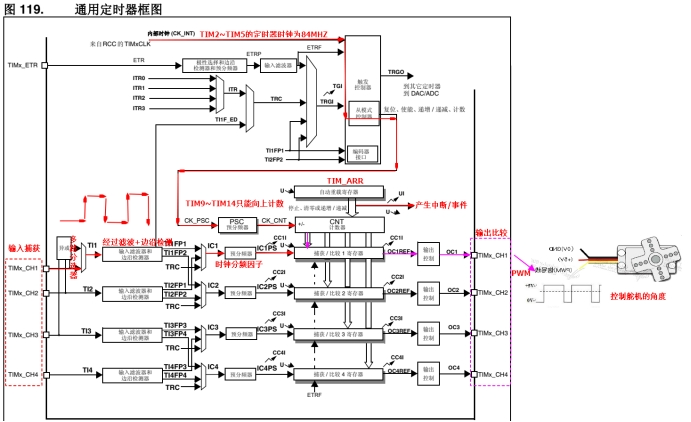 图 119. 通用定时器框图
内部时钟 (CK_INT) TIM2~TIM5的定时器时钟为84MHZ
来自RCC 的TIMxCLK
TIMx_ETR ETR
极性选择和边沿
检测器和预分频器
ETRP
输入滤波器
ETRF
ITR0
ITR1
ITR2
ITR3
ITR
TRC
TI1F_ED
TGI
TRGI
触发
控制器
TRGO
到其它定时器
到 DAC/ADC
从模式
控制器
复位、使能、递增 / 递减、计数
TI1FP1
TI2FP2
编码器
接口
TIM_ARR
U 自动重载寄存器 UI
停止、清零或递增 / 递减 U 产生中断/事件
TIM9~TIM14只能向上计数
CK_PSC
PSC
预分频器
CK_CNT
+/-
CNT
计数器
输入捕获
输出比较
经过滤波+边沿检测
时钟分频因子
TIMx_CH1
TI1
输入滤波器和
边沿检测器
TI1FP1
TI1FP2
TRC
IC1
预分频器
IC1PS
U
CC1I
捕获 / 比较 1 寄存器
CC1I
OC1REF
输出
控制
OC1
TIMx_CH1
TIMx_CH2
TI2
输入滤波器和
边沿检测器
TI2FP1
TI2FP2
TRC
IC2
预分频器
IC2PS
U
CC2I
捕获 / 比较 2 寄存器
CC2I
OC2REF
输出
控制
OC2
TIMx_CH2
TIMx_CH3
TI3
输入滤波器和
边沿检测器
TI3FP3
TI3FP4
TRC
IC3
预分频器
IC3PS
U
CC3I
捕获 / 比较 3 寄存器
CC3I
OC3REF
输出
控制
OC3
TIMx_CH3
TIMx_CH4
TI4
输入滤波器和
边沿检测器
TI4FP3
TI4FP4
TRC
IC4
预分频器
IC4PS
U
CC4I
捕获 / 比较 4 寄存器
CC4I
OC4REF
输出
控制
OC4
TIMx_CH4
ETRF
PWM
控制舵机的角度